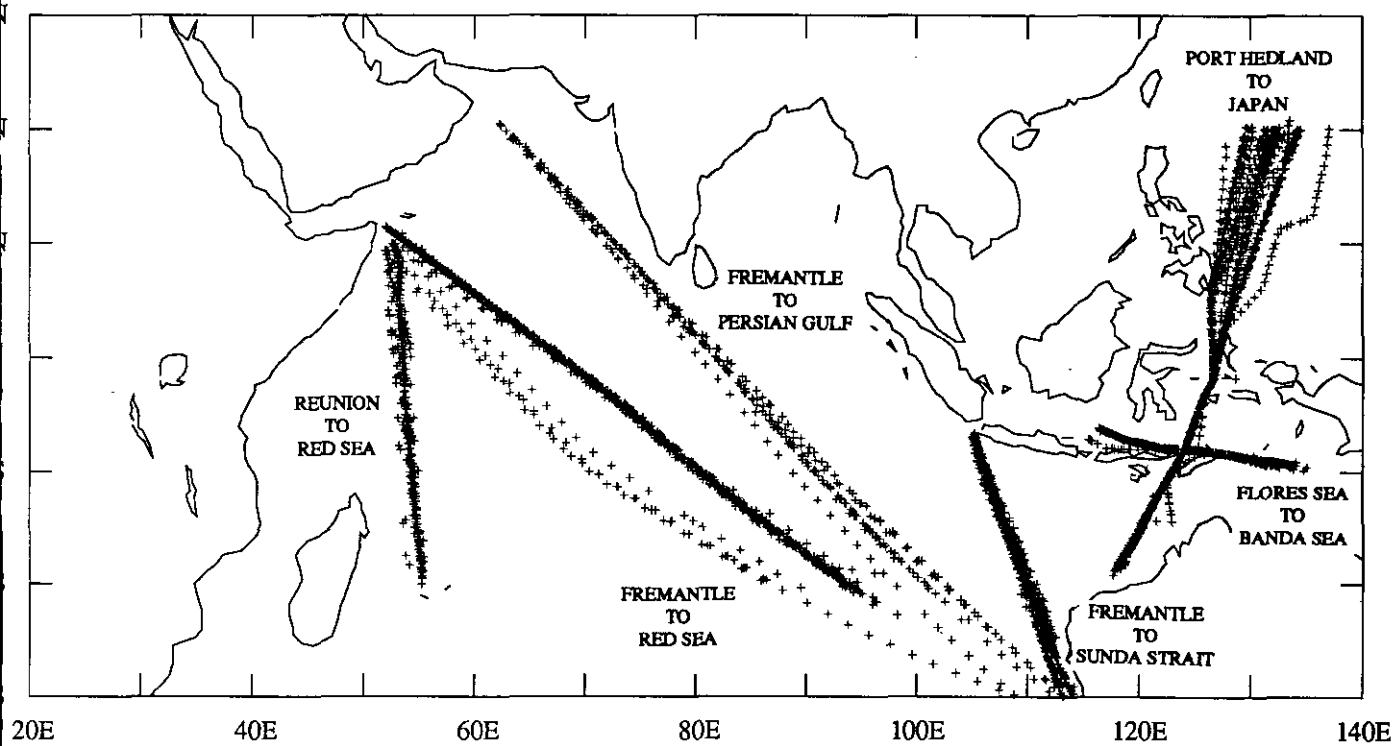 PORT HEDLAND
TO
JAPAN
FREMANTLE
TO
PERSIAN GULF
REUNION
TO
RED SEA
FLORES SEA
TO
BANDA SEA
FREMANTLE
TO
RED SEA
FREMANTLE
TO
SUNDA STRAIT
20E 40E 60E 80E 100E 120E 140E